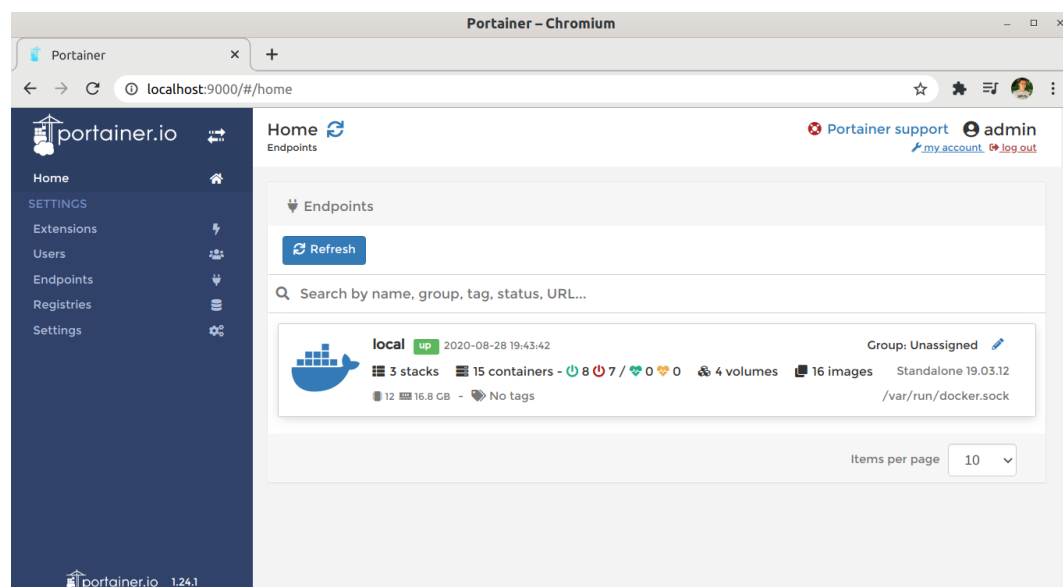 Portainer – Chromium
Portainer
localhost:9000/#/home
portainer.io
Home
Endpoints
Portainer support
admin
my account
log out
Home
SETTINGS
Extensions
Users
Endpoints
Registries
Settings
Endpoints
Refresh
Search by name, group, tag, status, URL...
local up 2020-08-28 19:43:42
Group: Unassigned
3 stacks 15 containers - 8 7 / 0 0 4 volumes 16 images
Standalone 19.03.12
12 16.8 GB - No tags
/var/run/docker.sock
Items per page 10
portainer.io 1.24.1